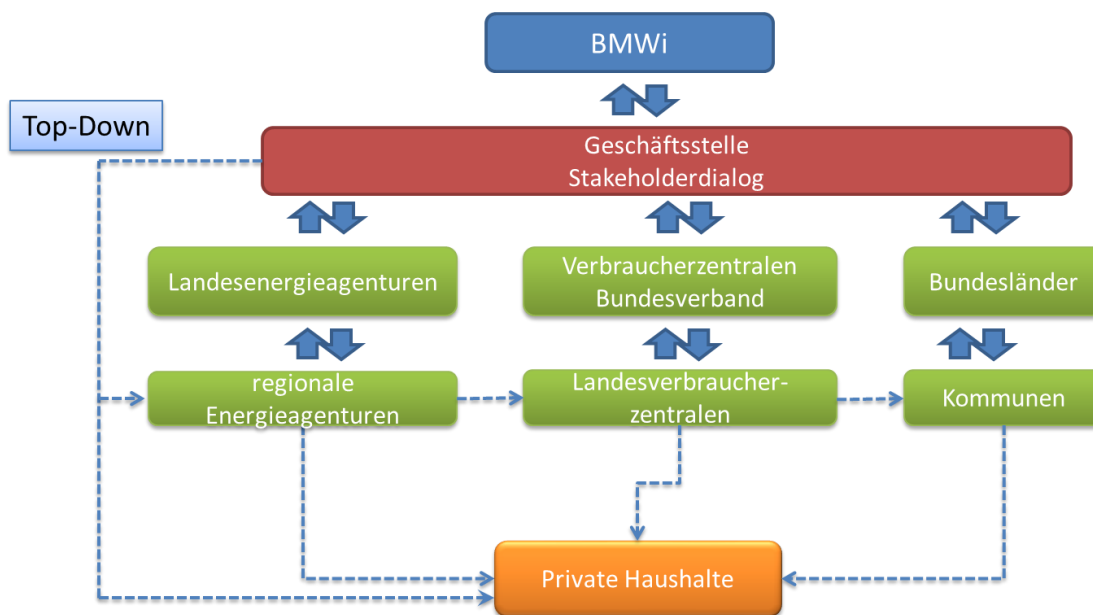 BMWi
Top-Down
Geschäftsstelle
Stakeholderdialog
Landesenergieagenturen
Verbraucherzentralen
Bundesverband
Bundesländer
regionale
Energieagenturen
Landesverbraucher-
zentralen
Kommunen
Private Haushalte